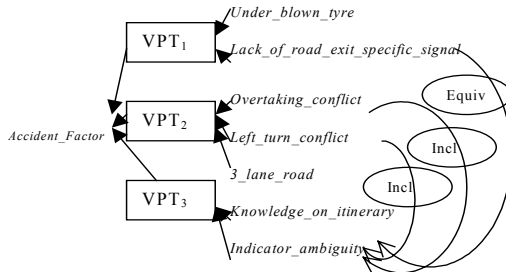 Under_blown_tyre
VPT1
Lack_of_road_exit_specific_signal
Equiv
Overtaking_conflict
VPT2
Accident_Factor
Left_turn_conflict
Incl
3_lane_road
Incl
VPT3
Knowledge_on_itinerary
Indicator_ambiguity